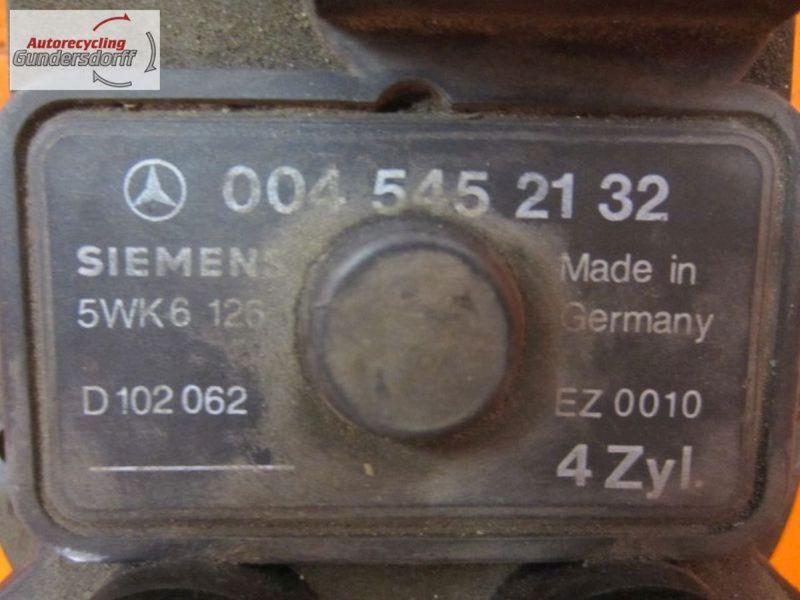 Autorecycling
Gundersdorff
004 545 21 32
SIEMENS
Made in
5WK6 126
Germany
D 102 062
EZ 0010
4 Zyl.